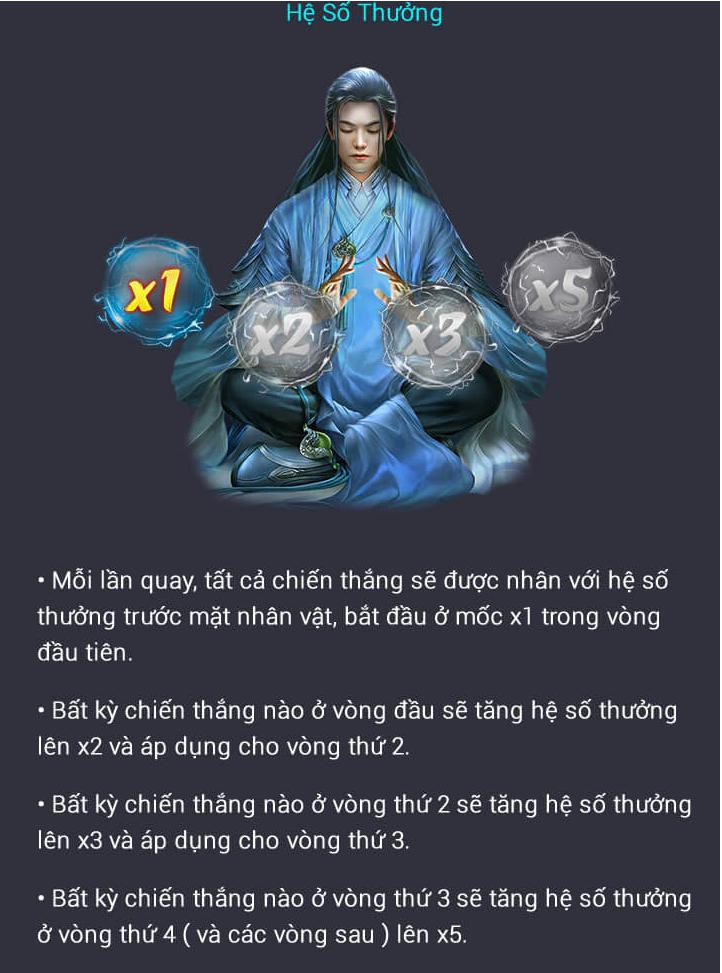 Hệ Số Thưởng
x1
x2
x3
x5
• Mỗi lần quay, tất cả chiến thắng sẽ được nhân với hệ số
thưởng trước mặt nhân vật, bắt đầu ở mốc x1 trong vòng
đầu tiên.
• Bất kỳ chiến thắng nào ở vòng đầu sẽ tăng hệ số thưởng
lên x2 và áp dụng cho vòng thứ 2.
• Bất kỳ chiến thắng nào ở vòng thứ 2 sẽ tăng hệ số thưởng
lên x3 và áp dụng cho vòng thứ 3.
• Bất kỳ chiến thắng nào ở vòng thứ 3 sẽ tăng hệ số thưởng
ở vòng thứ 4 ( và các vòng sau ) lên x5.